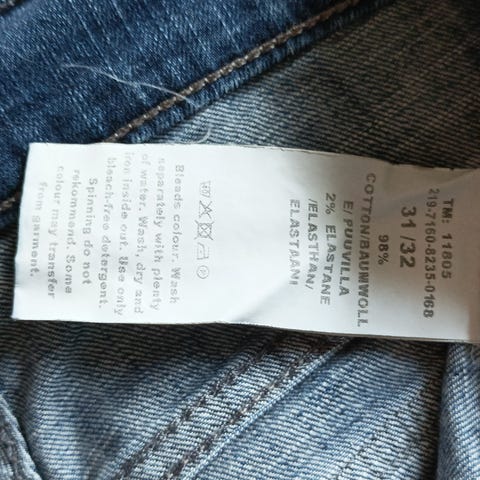 TM: 11805
219-7160-8235-0168
31 /32
98%
COTTON/BAUMWOLL
E/ PUUVILLA
2% ELASTANE
/ELASTHAN/
ELASTAANI
Bleeds colour. Wash
separately with plenty
of water. Wash, dry and
iron inside out. Use only
bleach-free detergent.
Spinning do not
rekommend. Some
colour may transfer
from garment.